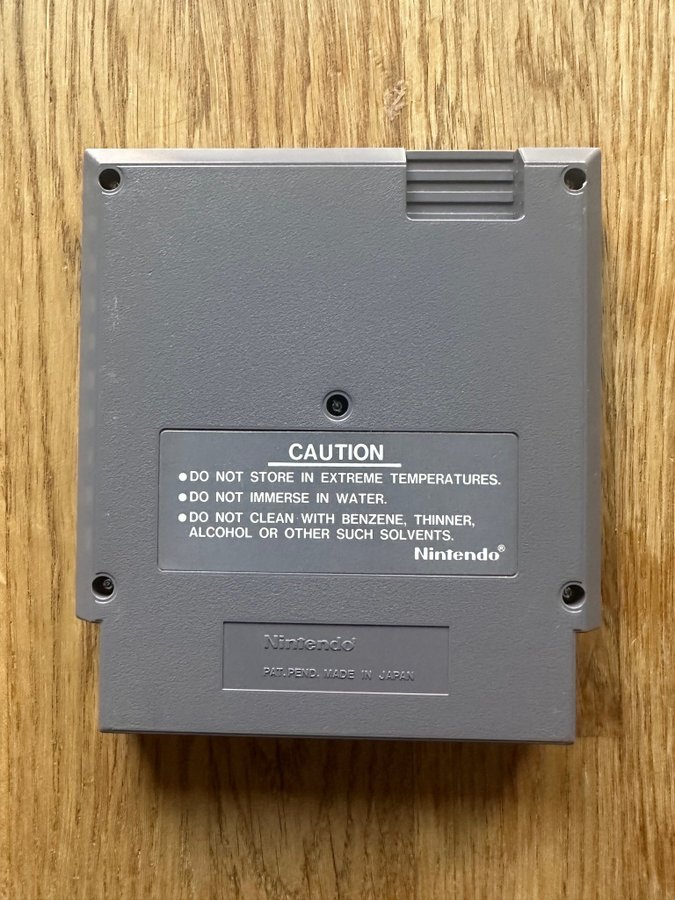 CAUTION
●DO NOT STORE IN EXTREME TEMPERATURES.
●DO NOT IMMERSE IN WATER.
●DO NOT CLEAN WITH BENZENE, THINNER,
ALCOHOL OR OTHER SUCH SOLVENTS.
Nintendo®
Nintendo®
PAT. PEND. MADE IN JAPAN